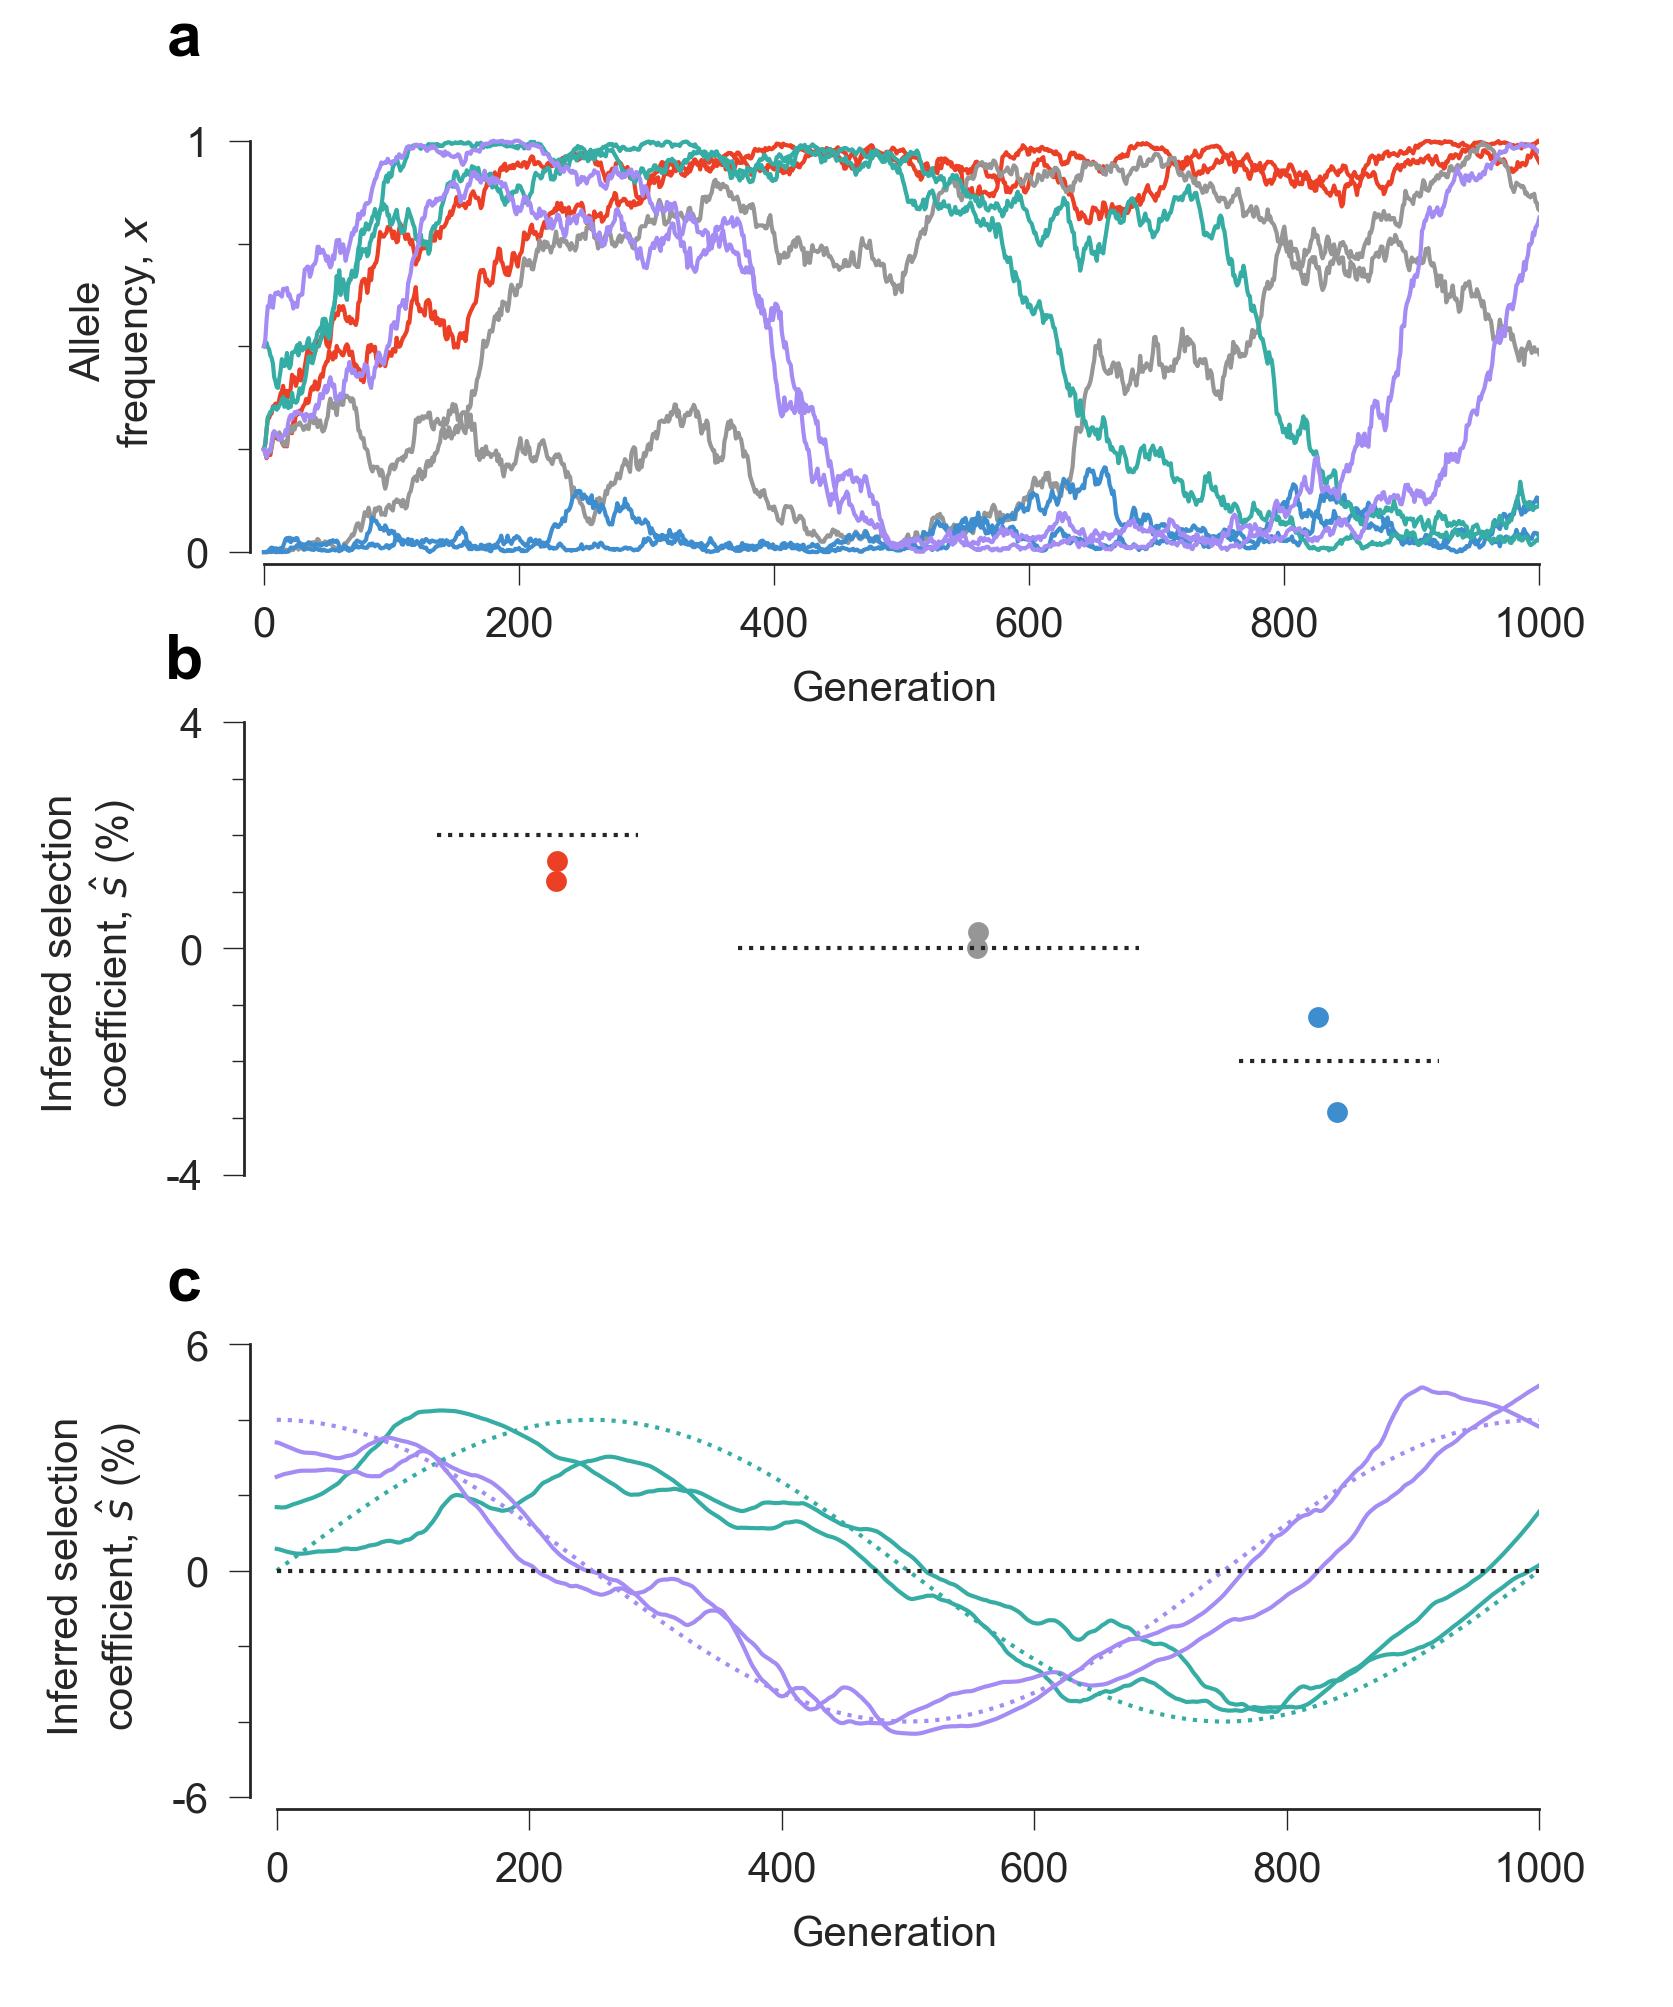 a
1
0
Allele
frequency, x
0 200 400 600 800 1000
Generation
b
4
0
-4
Inferred selection
coefficient, ŝ (%)
c
6
0
-6
Inferred selection
coefficient, ŝ (%)
0 200 400 600 800 1000
Generation